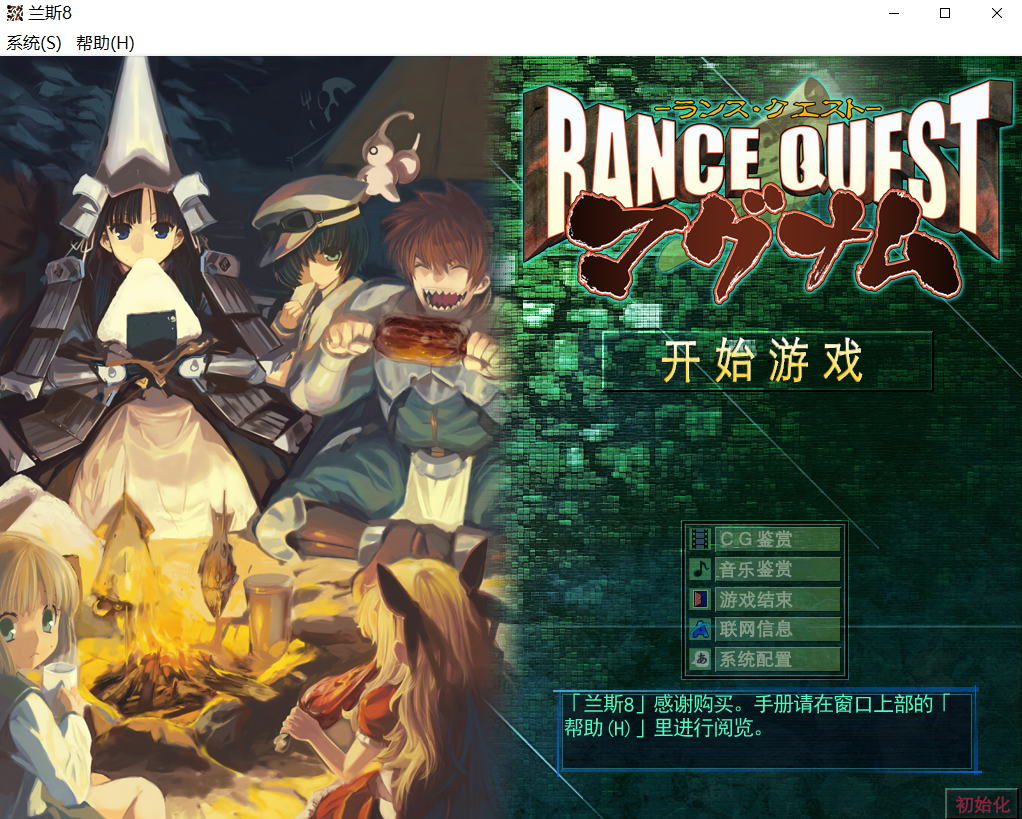 兰斯8
系统(S) 帮助(H)
-ランス・クエスト-
RANCE QUEST
マグナム
开始游戏
CG鉴赏
音乐鉴赏
游戏结束
联网信息
あ 系统配置
「兰斯8」感谢购买。手册请在窗口上部的「
帮助(H)」里进行阅览。
初始化